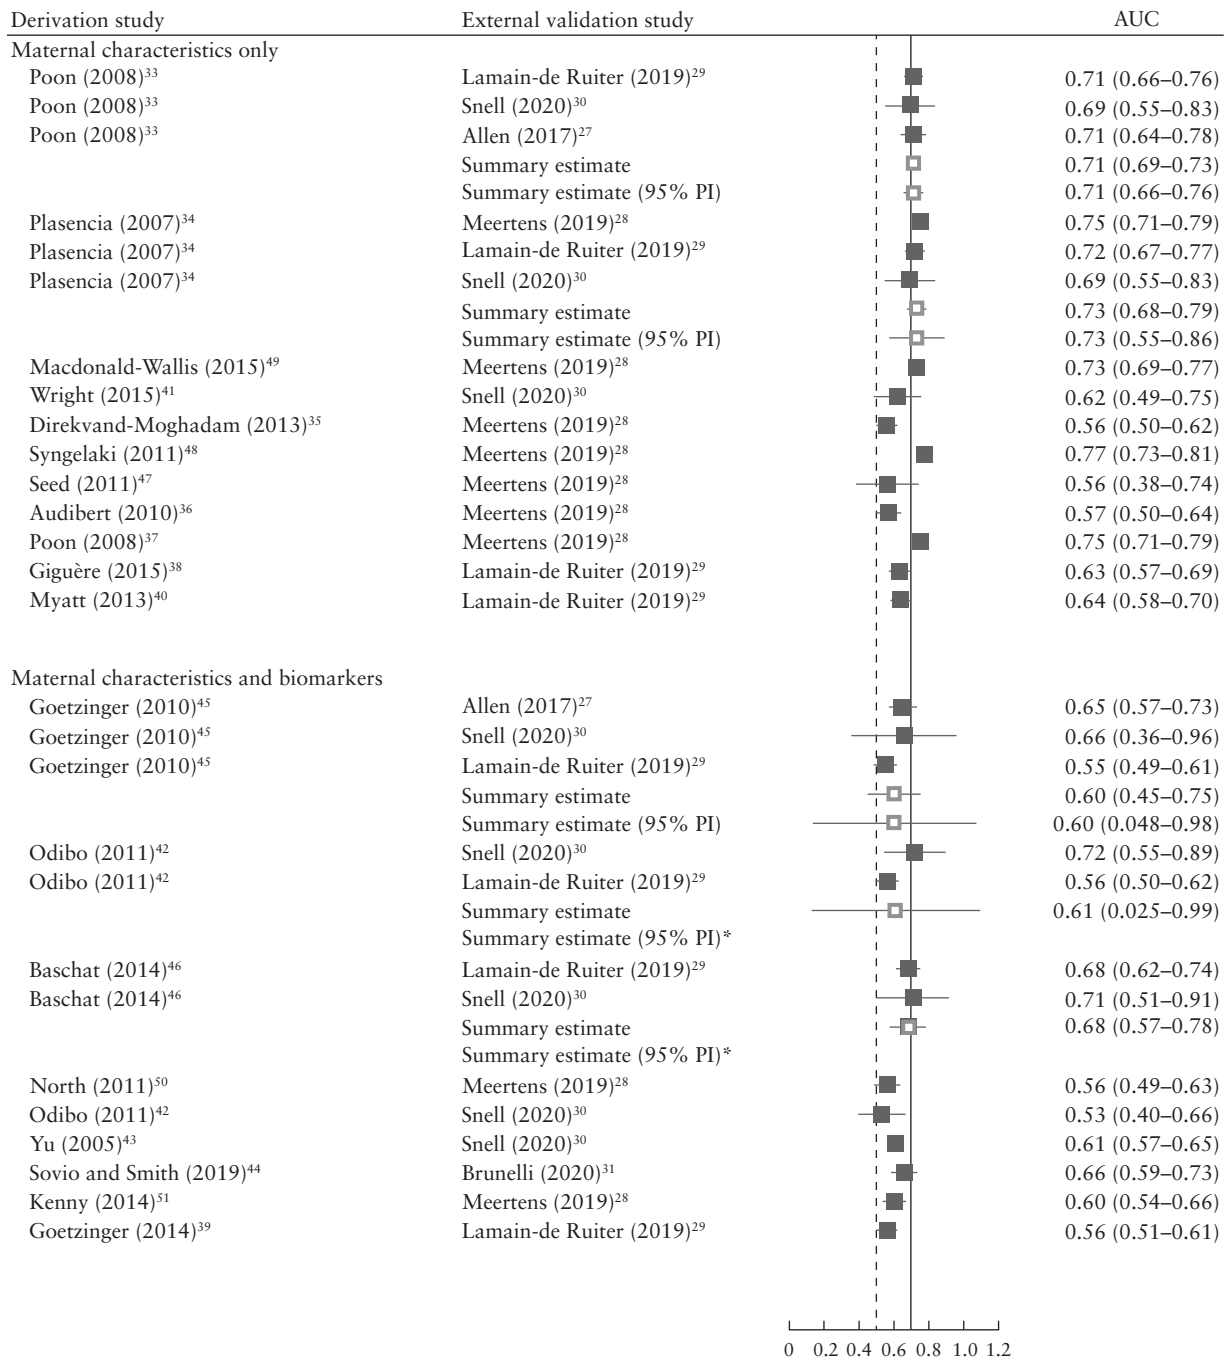 Derivation study External validation study AUC
Maternal characteristics only
Poon (2008)³³ Lamain-de Ruiter (2019)²⁹ 0.71 (0.66–0.76)
Poon (2008)³³ Snell (2020)³⁰ 0.69 (0.55–0.83)
Poon (2008)³³ Allen (2017)²⁷ 0.71 (0.64–0.78)
Summary estimate 0.71 (0.69–0.73)
Summary estimate (95% PI) 0.71 (0.66–0.76)
Plasencia (2007)³⁴ Meertens (2019)²⁸ 0.75 (0.71–0.79)
Plasencia (2007)³⁴ Lamain-de Ruiter (2019)²⁹ 0.72 (0.67–0.77)
Plasencia (2007)³⁴ Snell (2020)³⁰ 0.69 (0.55–0.83)
Summary estimate 0.73 (0.68–0.79)
Summary estimate (95% PI) 0.73 (0.55–0.86)
Macdonald-Wallis (2015)⁴⁹ Meertens (2019)²⁸ 0.73 (0.69–0.77)
Wright (2015)⁴¹ Snell (2020)³⁰ 0.62 (0.49–0.75)
Direkvand-Moghadam (2013)³⁵ Meertens (2019)²⁸ 0.56 (0.50–0.62)
Syngelaki (2011)⁴⁸ Meertens (2019)²⁸ 0.77 (0.73–0.81)
Seed (2011)⁴⁷ Meertens (2019)²⁸ 0.56 (0.38–0.74)
Audibert (2010)³⁶ Meertens (2019)²⁸ 0.57 (0.50–0.64)
Poon (2008)³⁷ Meertens (2019)²⁸ 0.75 (0.71–0.79)
Giguère (2015)³⁸ Lamain-de Ruiter (2019)²⁹ 0.63 (0.57–0.69)
Myatt (2013)⁴⁰ Lamain-de Ruiter (2019)²⁹ 0.64 (0.58–0.70)
Maternal characteristics and biomarkers
Goetzinger (2010)⁴⁵ Allen (2017)²⁷ 0.65 (0.57–0.73)
Goetzinger (2010)⁴⁵ Snell (2020)³⁰ 0.66 (0.36–0.96)
Goetzinger (2010)⁴⁵ Lamain-de Ruiter (2019)²⁹ 0.55 (0.49–0.61)
Summary estimate 0.60 (0.45–0.75)
Summary estimate (95% PI) 0.60 (0.048–0.98)
Odibo (2011)⁴² Snell (2020)³⁰ 0.72 (0.55–0.89)
Odibo (2011)⁴² Lamain-de Ruiter (2019)²⁹ 0.56 (0.50–0.62)
Summary estimate 0.61 (0.025–0.99)
Summary estimate (95% PI)*
Baschat (2014)⁴⁶ Lamain-de Ruiter (2019)²⁹ 0.68 (0.62–0.74)
Baschat (2014)⁴⁶ Snell (2020)³⁰ 0.71 (0.51–0.91)
Summary estimate 0.68 (0.57–0.78)
Summary estimate (95% PI)*
North (2011)⁵⁰ Meertens (2019)²⁸ 0.56 (0.49–0.63)
Odibo (2011)⁴² Snell (2020)³⁰ 0.53 (0.40–0.66)
Yu (2005)⁴³ Snell (2020)³⁰ 0.61 (0.57–0.65)
Sovio and Smith (2019)⁴⁴ Brunelli (2020)³¹ 0.66 (0.59–0.73)
Kenny (2014)⁵¹ Meertens (2019)²⁸ 0.60 (0.54–0.66)
Goetzinger (2014)³⁹ Lamain-de Ruiter (2019)²⁹ 0.56 (0.51–0.61)
0 0.2 0.4 0.6 0.8 1.0 1.2